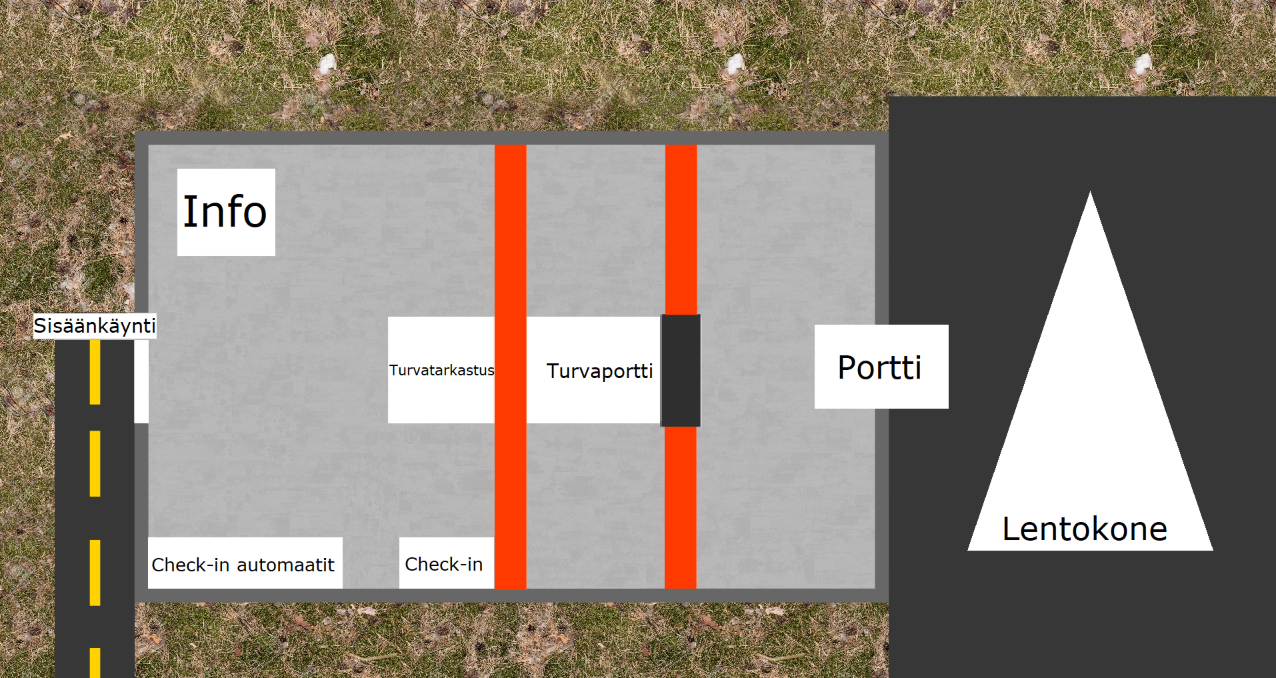 Info
Sisäänkäynti
Turvatarkastus
Turvaportti
Portti
Lentokone
Check-in automaatit
Check-in